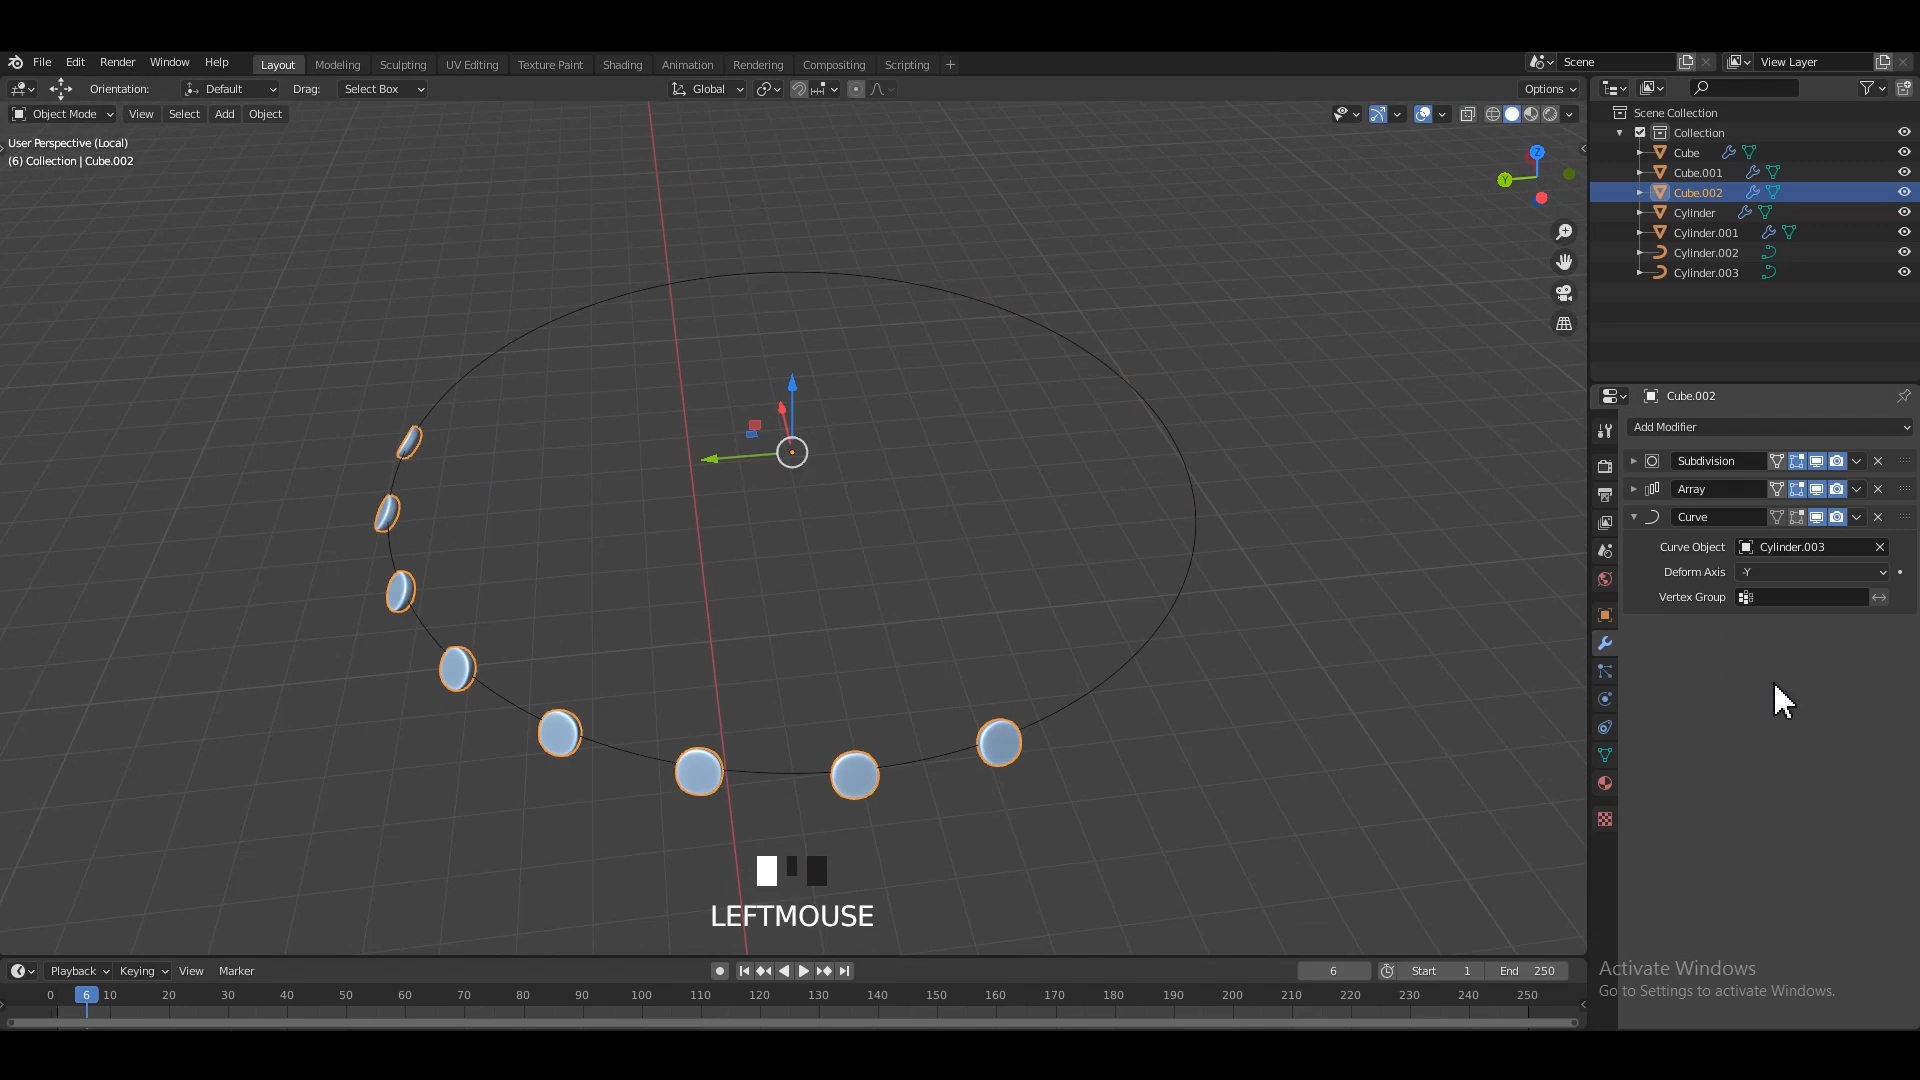 File Edit Render Window Help
Layout Modeling Sculpting UV Editing Texture Paint Shading Animation Rendering Compositing Scripting +
Scene
View Layer
Orientation: Default Drag: Select Box
Global
Options
Object Mode View Select Add Object
User Perspective (Local)
(6) Collection | Cube.002
Z
Y
Scene Collection
Collection
Cube
Cube.001
Cube.002
Cylinder
Cylinder.001
Cylinder.002
Cylinder.003
Cube.002
Add Modifier
Subdivision
Array
Curve
Curve Object Cylinder.003
Deform Axis -Y
Vertex Group
LEFTMOUSE
Activate Windows
Go to Settings to activate Windows.
Playback Keying View Marker
6 Start 1 End 250
0 6 10 20 30 40 50 60 70 80 90 100 110 120 130 140 150 160 170 180 190 200 210 220 230 240 250